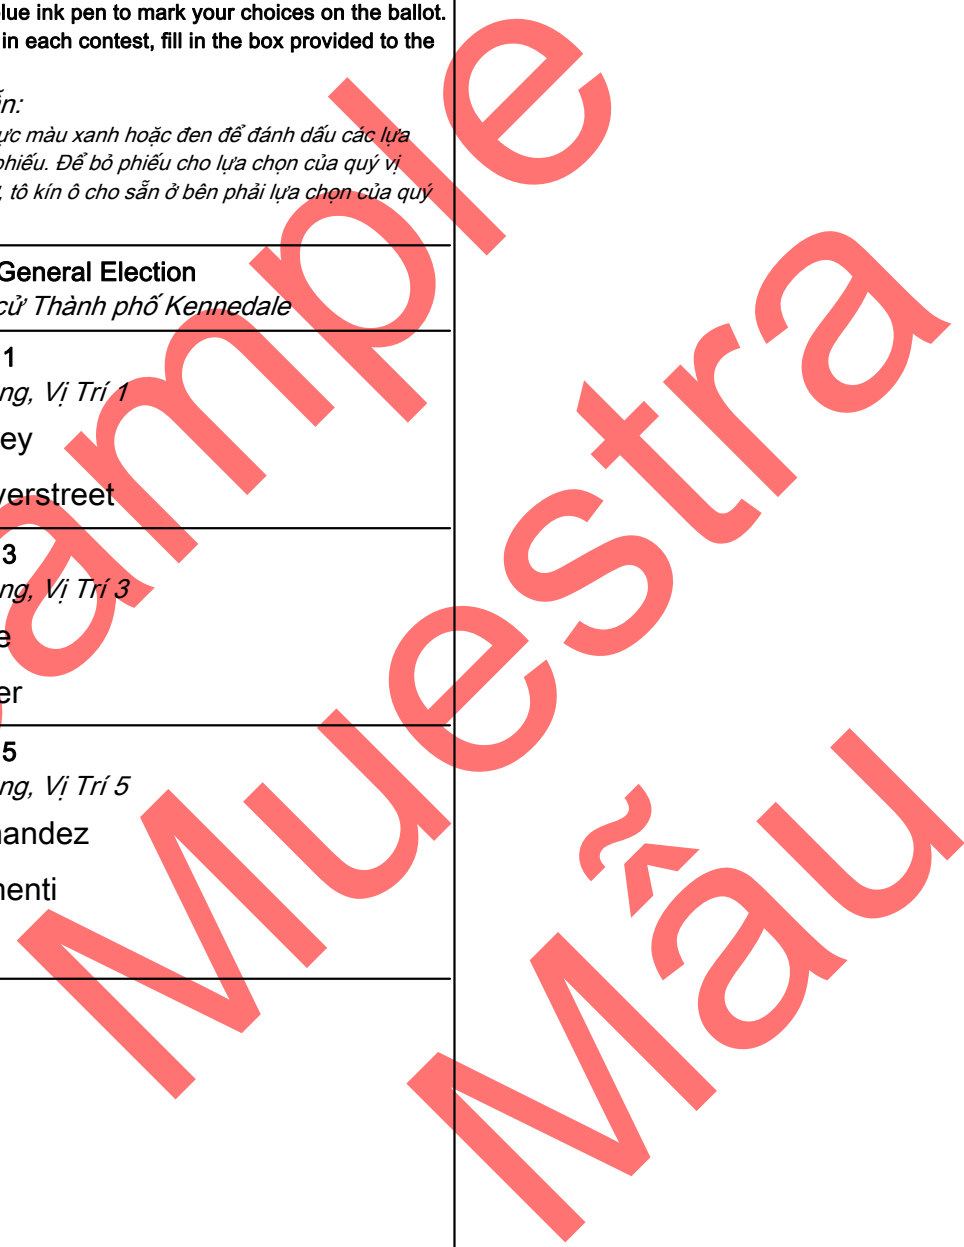 lue ink pen to mark your choices on the ballot.
in each contest, fill in the box provided to the
ẫn:
ực màu xanh hoặc đen để đánh dấu các lựa
phiếu. Để bỏ phiếu cho lựa chọn của quý vị
, tô kín ô cho sẵn ở bên phải lựa chọn của quý
General Election
cử Thành phố Kennedale
1
ng, Vị Trí 1
ey
verstreet
3
ng, Vị Trí 3
e
er
5
ng, Vị Trí 5
nandez
menti
ample
Muestra
Mẫu